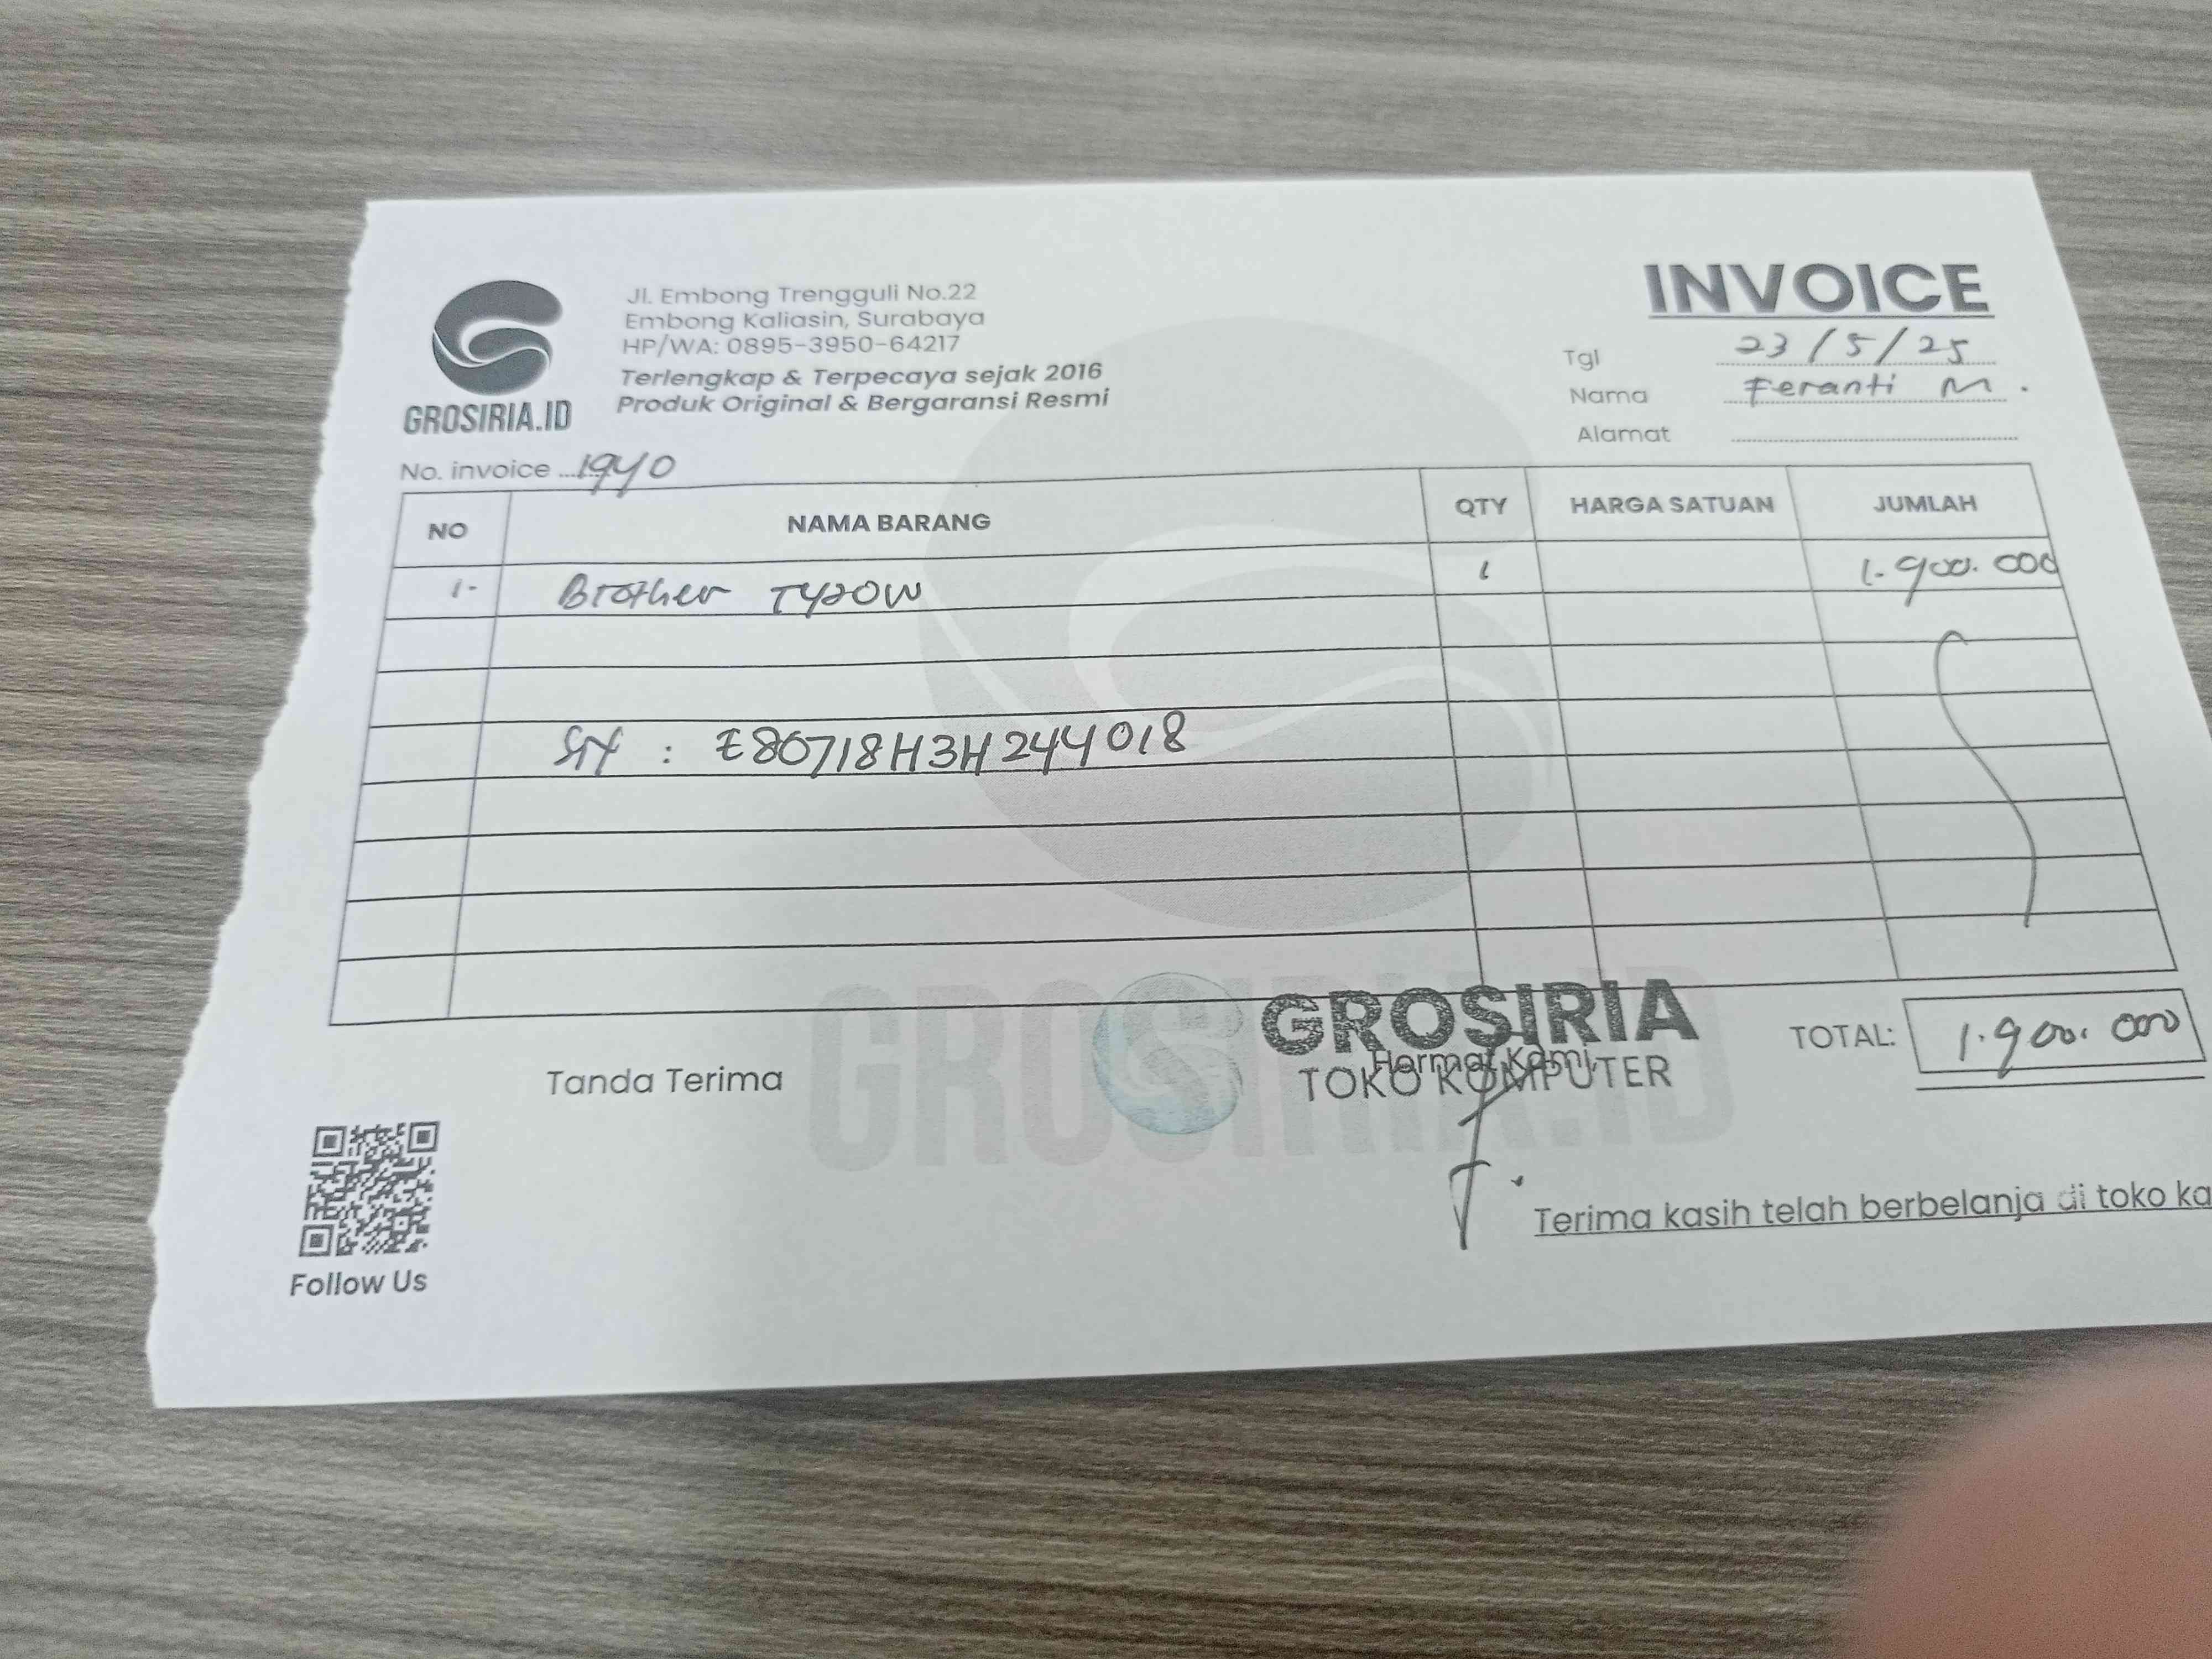 GROSIRIA.ID
Jl. Embong Trengguli No.22
Embong Kaliasin, Surabaya
HP/WA: 0895-3950-64217
Terlengkap & Terpecaya sejak 2016
Produk Original & Bergaransi Resmi
INVOICE
Tgl 23/5/25
Nama Feranti M.
Alamat
No. invoice ... 1940
NO NAMA BARANG QTY HARGA SATUAN JUMLAH
1- Brother T420W 1 1.900.000
S/N : E80718H3H244018
GROSIRIA.ID
GROSIRIA
Hormat Kami,
TOKO KOMPUTER
TOTAL: 1.900.000
Tanda Terima
Terima kasih telah berbelanja di toko ka
Follow Us